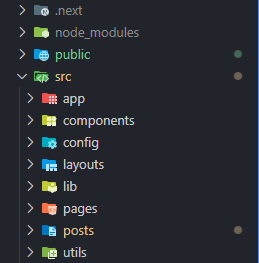 .next
node_modules
public
src
app
components
config
layouts
lib
pages
posts
utils